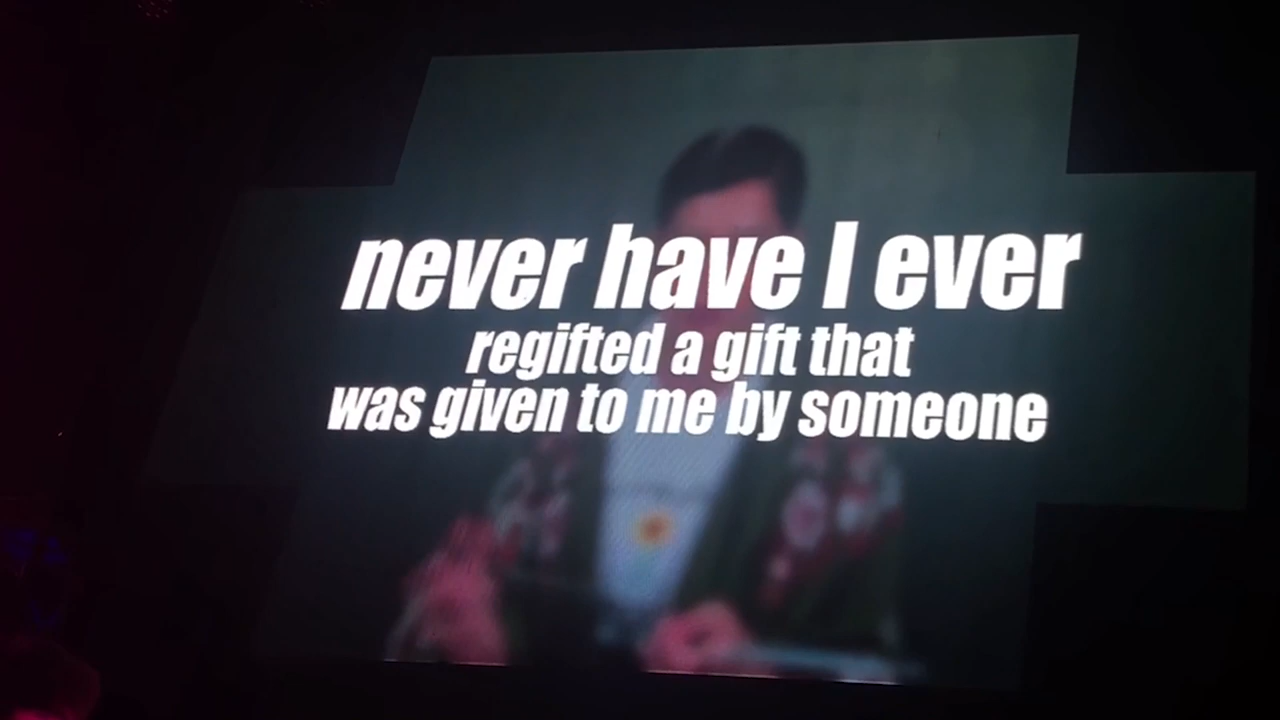 never have I ever
regifted a gift that
was given to me by someone